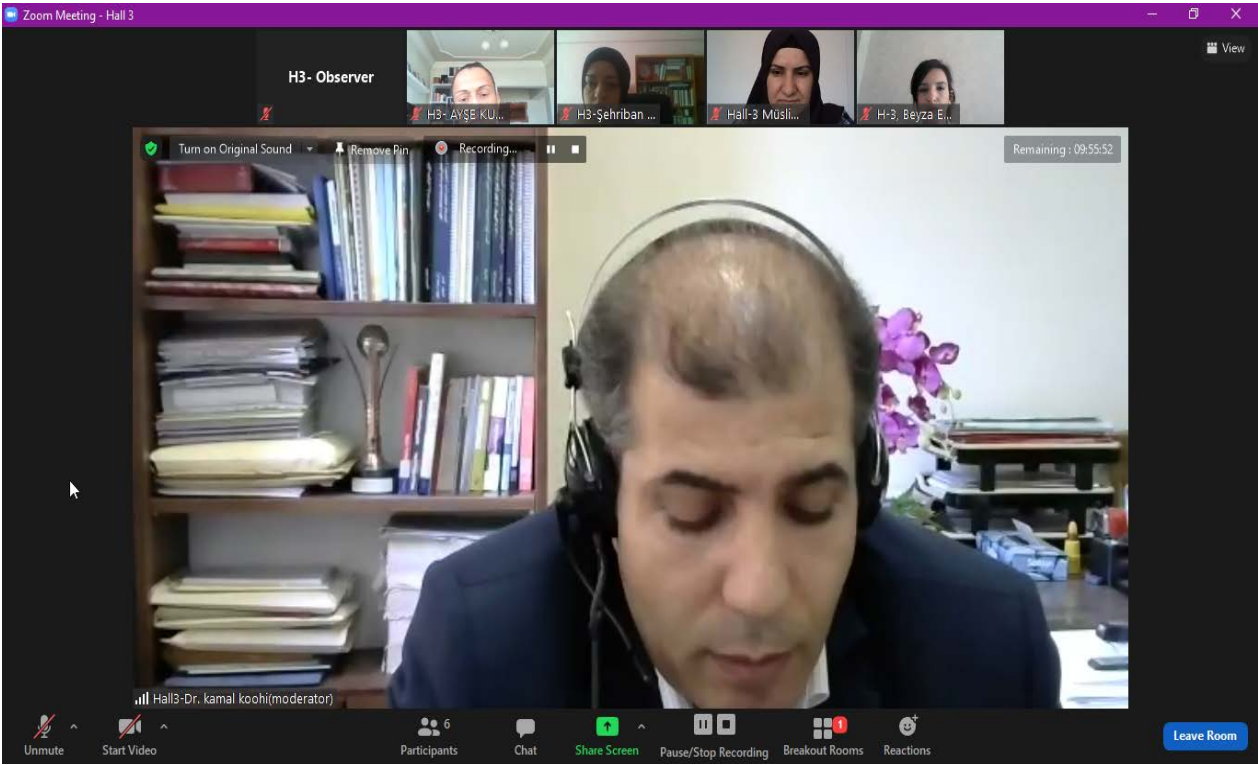 Zoom Meeting - Hall 3
View
H3- Observer
H3- AYŞE KU...
H3-Şehriban ...
Hall-3 Müsli...
H-3, Beyza E...
Turn on Original Sound
Remove Pin
Recording...
Remaining : 09:55:52
Hall3-Dr. kamal koohi(moderator)
6
1
Unmute
Start Video
Participants
Chat
Share Screen
Pause/Stop Recording
Breakout Rooms
Reactions
Leave Room